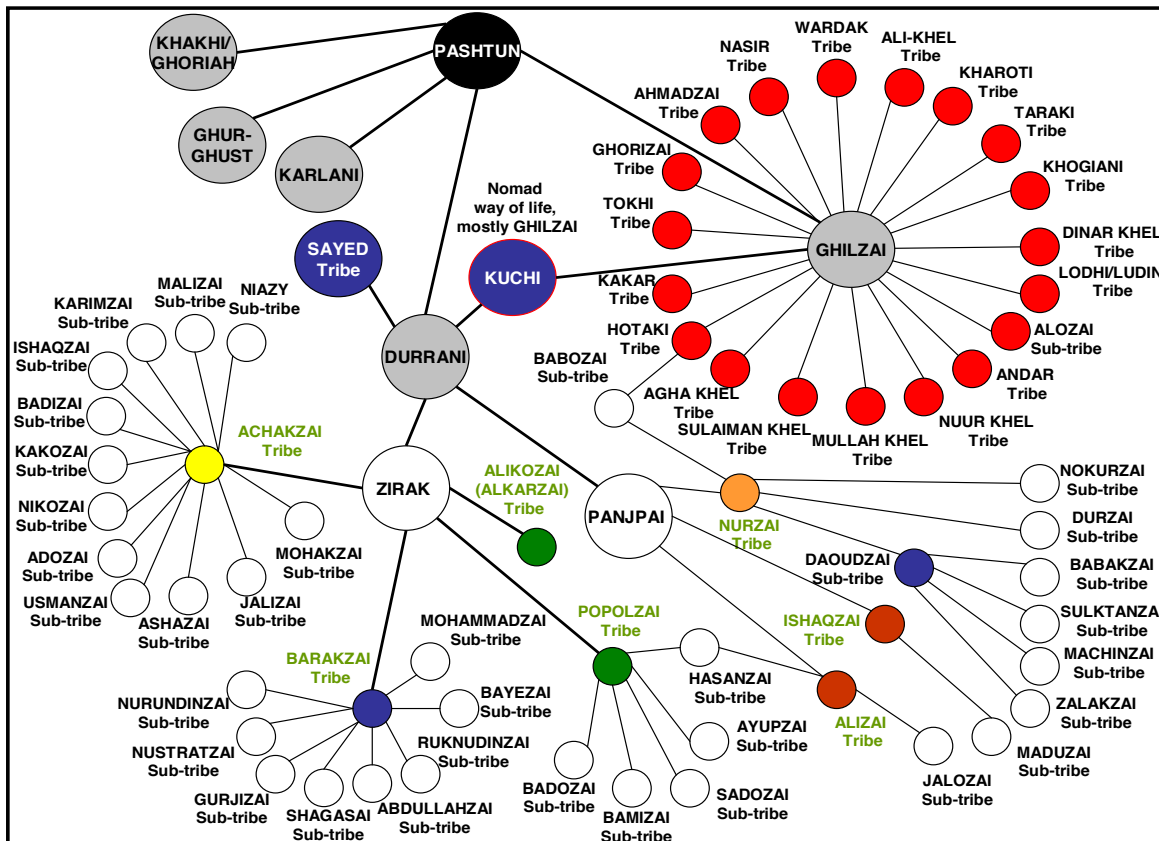 KHAKHI/
GHORIAH
PASHTUN
GHUR-
GHUST
KARLANI
SAYED
Tribe
Nomad
way of life,
mostly GHILZAI
KUCHI
DURRANI
WARDAK
Tribe
NASIR
Tribe
ALI-KHEL
Tribe
KHAROTI
Tribe
AHMADZAI
Tribe
TARAKI
Tribe
GHORIZAI
Tribe
KHOGIANI
Tribe
TOKHI
Tribe
GHILZAI
DINAR KHEL
Tribe
KAKAR
Tribe
LODHI/LUDIN
Tribe
HOTAKI
Tribe
ALOZAI
Sub-tribe
AGHA KHEL
Tribe
ANDAR
Tribe
SULAIMAN KHEL
Tribe
MULLAH KHEL
Tribe
NUUR KHEL
Tribe
BABOZAI
Sub-tribe
MALIZAI
Sub-tribe
NIAZY
Sub-tribe
KARIMZAI
Sub-tribe
ISHAQZAI
Sub-tribe
BADIZAI
Sub-tribe
KAKOZAI
Sub-tribe
NIKOZAI
Sub-tribe
ADOZAI
Sub-tribe
USMANZAI
Sub-tribe
ASHAZAI
Sub-tribe
JALIZAI
Sub-tribe
MOHAKZAI
Sub-tribe
ACHAKZAI
Tribe
ZIRAK
ALIKOZAI
(ALKARZAI)
Tribe
PANJPAI
NURZAI
Tribe
NOKURZAI
Sub-tribe
DURZAI
Sub-tribe
DAOUDZAI
Sub-tribe
BABAKZAI
Sub-tribe
SULKTANZA
Sub-tribe
MACHINZAI
Sub-tribe
ZALAKZAI
Sub-tribe
ISHAQZAI
Tribe
MADUZAI
Sub-tribe
ALIZAI
Tribe
JALOZAI
Sub-tribe
HASANZAI
Sub-tribe
POPOLZAI
Tribe
AYUPZAI
Sub-tribe
SADOZAI
Sub-tribe
BAMIZAI
Sub-tribe
BADOZAI
Sub-tribe
BARAKZAI
Tribe
MOHAMMADZAI
Sub-tribe
BAYEZAI
Sub-tribe
RUKNUDINZAI
Sub-tribe
ABDULLAHZAI
Sub-tribe
SHAGASAI
Sub-tribe
GURJIZAI
Sub-tribe
NUSTRATZAI
Sub-tribe
NURUNDINZAI
Sub-tribe